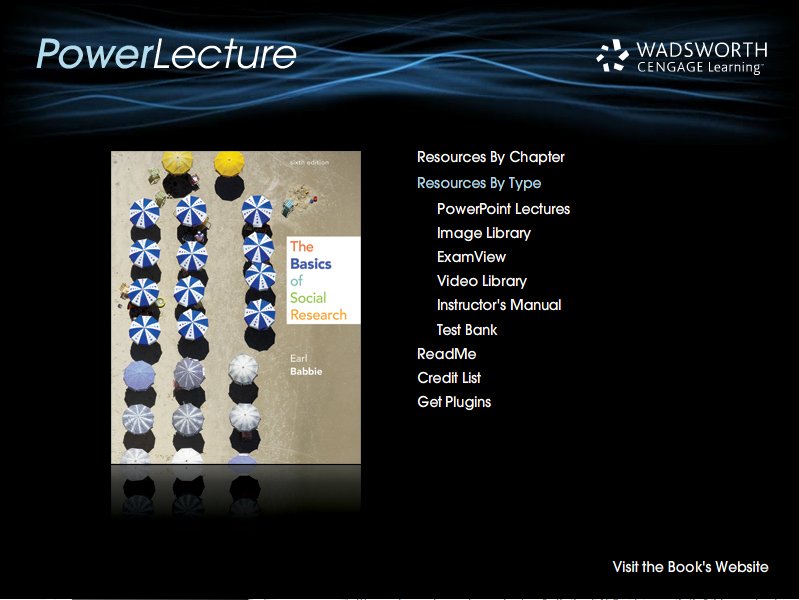 PowerLecture
WADSWORTH
CENGAGE Learning™
sixth edition
The
Basics
of
Social
Research
Earl
Babbie
Resources By Chapter
Resources By Type
PowerPoint Lectures
Image Library
ExamView
Video Library
Instructor's Manual
Test Bank
ReadMe
Credit List
Get Plugins
Visit the Book's Website